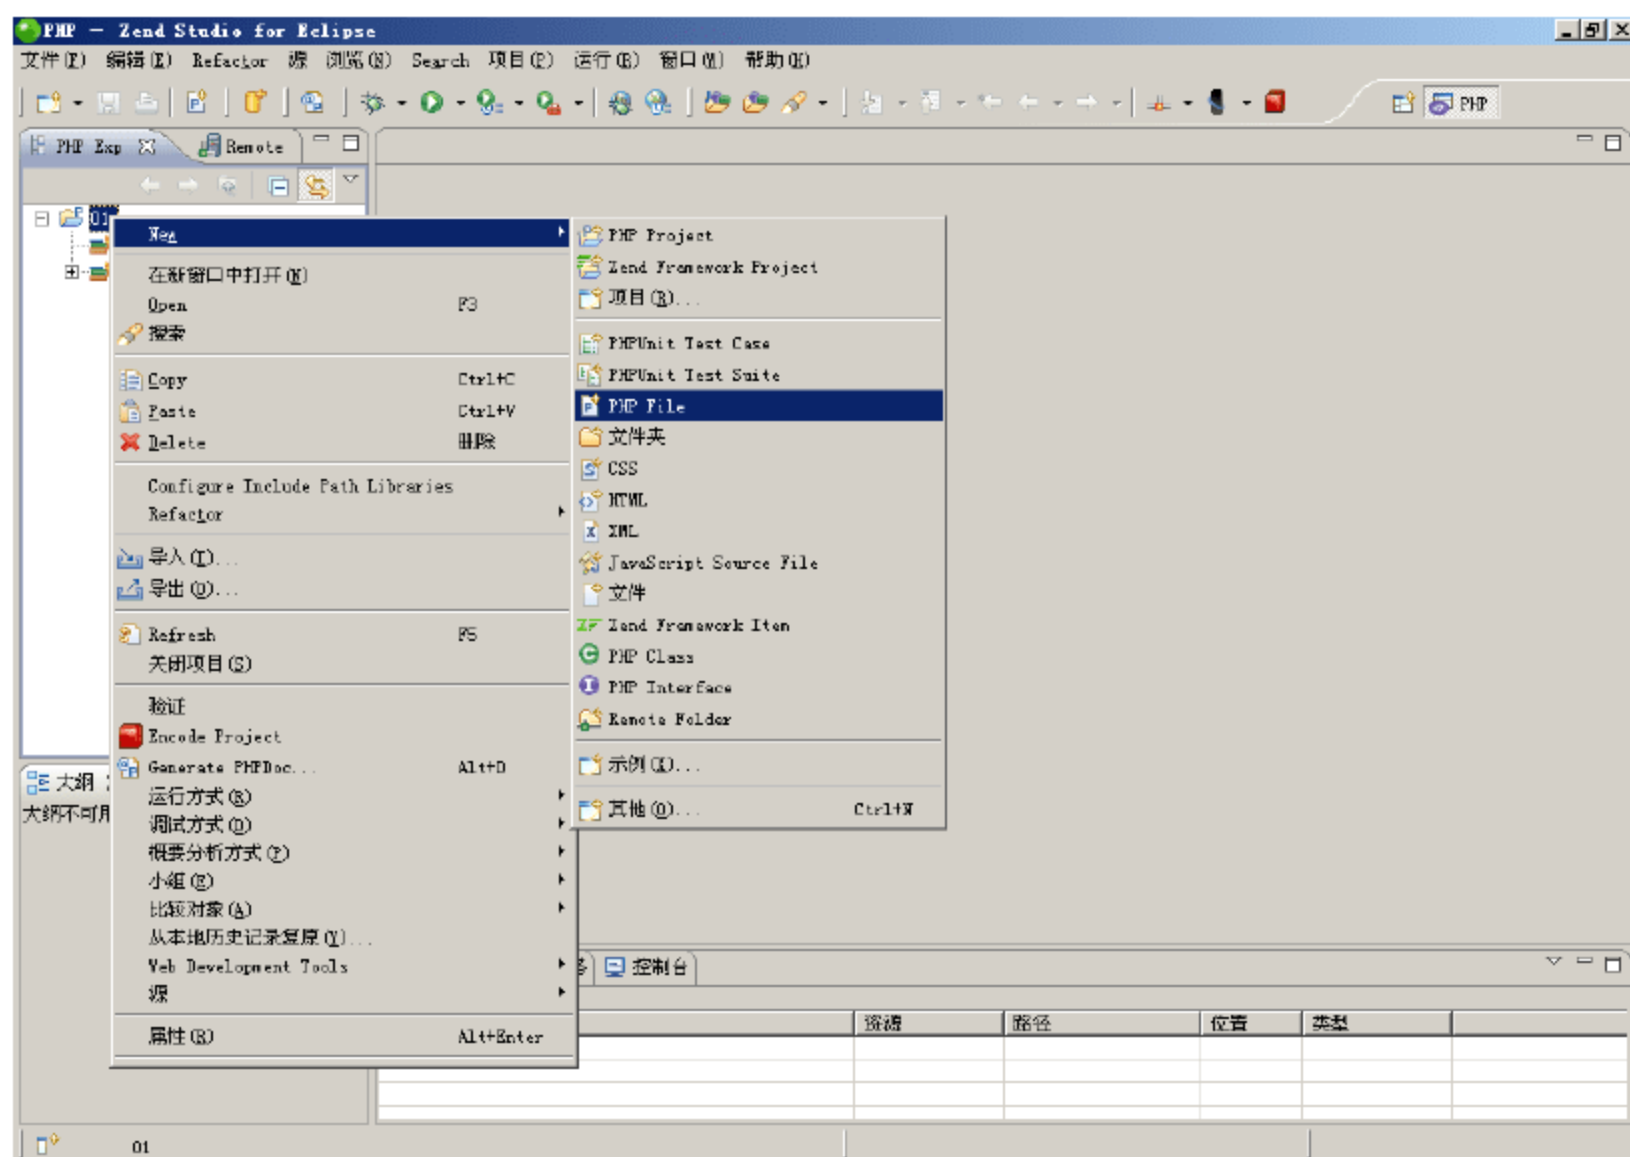 PHP - Zend Studio for Eclipse
文件(F) 编辑(E) Refactor 源 浏览(N) Search 项目(P) 运行(R) 窗口(W) 帮助(H)
PHP
PHP Exp Remote
01
New
在新窗口中打开(N)
Open F3
搜索
Copy Ctrl+C
Paste Ctrl+V
Delete 删除
Configure Include Path Libraries
Refactor
导入(I)...
导出(O)...
Refresh F5
关闭项目(S)
验证
Encode Project
Generate PHPDoc... Alt+D
运行方式(R)
调试方式(D)
概要分析方式(P)
小组(E)
比较对象(A)
从本地历史记录复原(Y)...
Web Development Tools
源
属性(R) Alt+Enter
PHP Project
Zend Framework Project
项目(R)...
PHPUnit Test Case
PHPUnit Test Suite
PHP File
文件夹
CSS
HTML
XML
JavaScript Source File
文件
Zend Framework Item
PHP Class
PHP Interface
Remote Folder
示例(X)...
其他(O)... Ctrl+N
大纲
大纲不可用
控制台
资源 路径 位置 类型
01